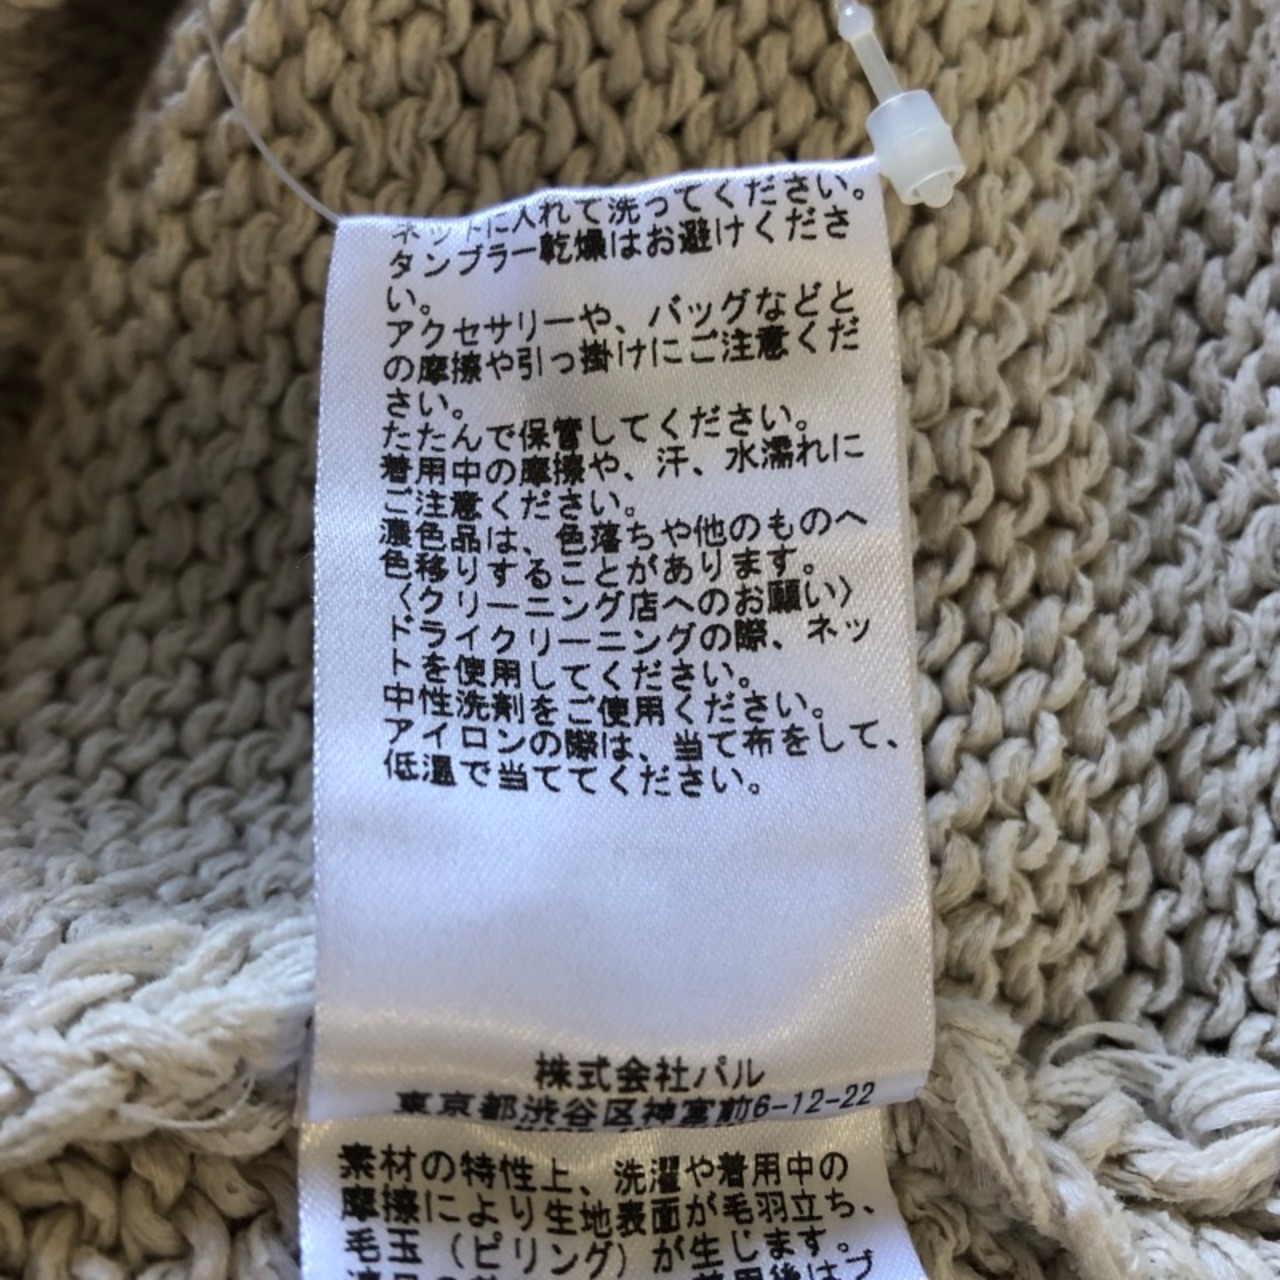 ネットに入れて洗ってください。
タンブラー乾燥はお避けくださ
い。
アクセサリーや、バッグなどと
の摩擦や引っ掛けにご注意くだ
さい。
たたんで保管してください。
着用中の摩擦や、汗、水濡れに
ご注意ください。
濃色品は、色落ちや他のものへ
色移りすることがあります。
〈クリーニング店へのお願い〉
ドライクリーニングの際、ネッ
トを使用してください。
中性洗剤をご使用ください。
アイロンの際は、当て布をして、
低温で当ててください。
株式会社パル
東京都渋谷区神宮前6-12-22
素材の特性上、洗濯や着用中の
摩擦により生地表面が毛羽立ち、
毛玉（ピリング）が生じます。
着用後はブ